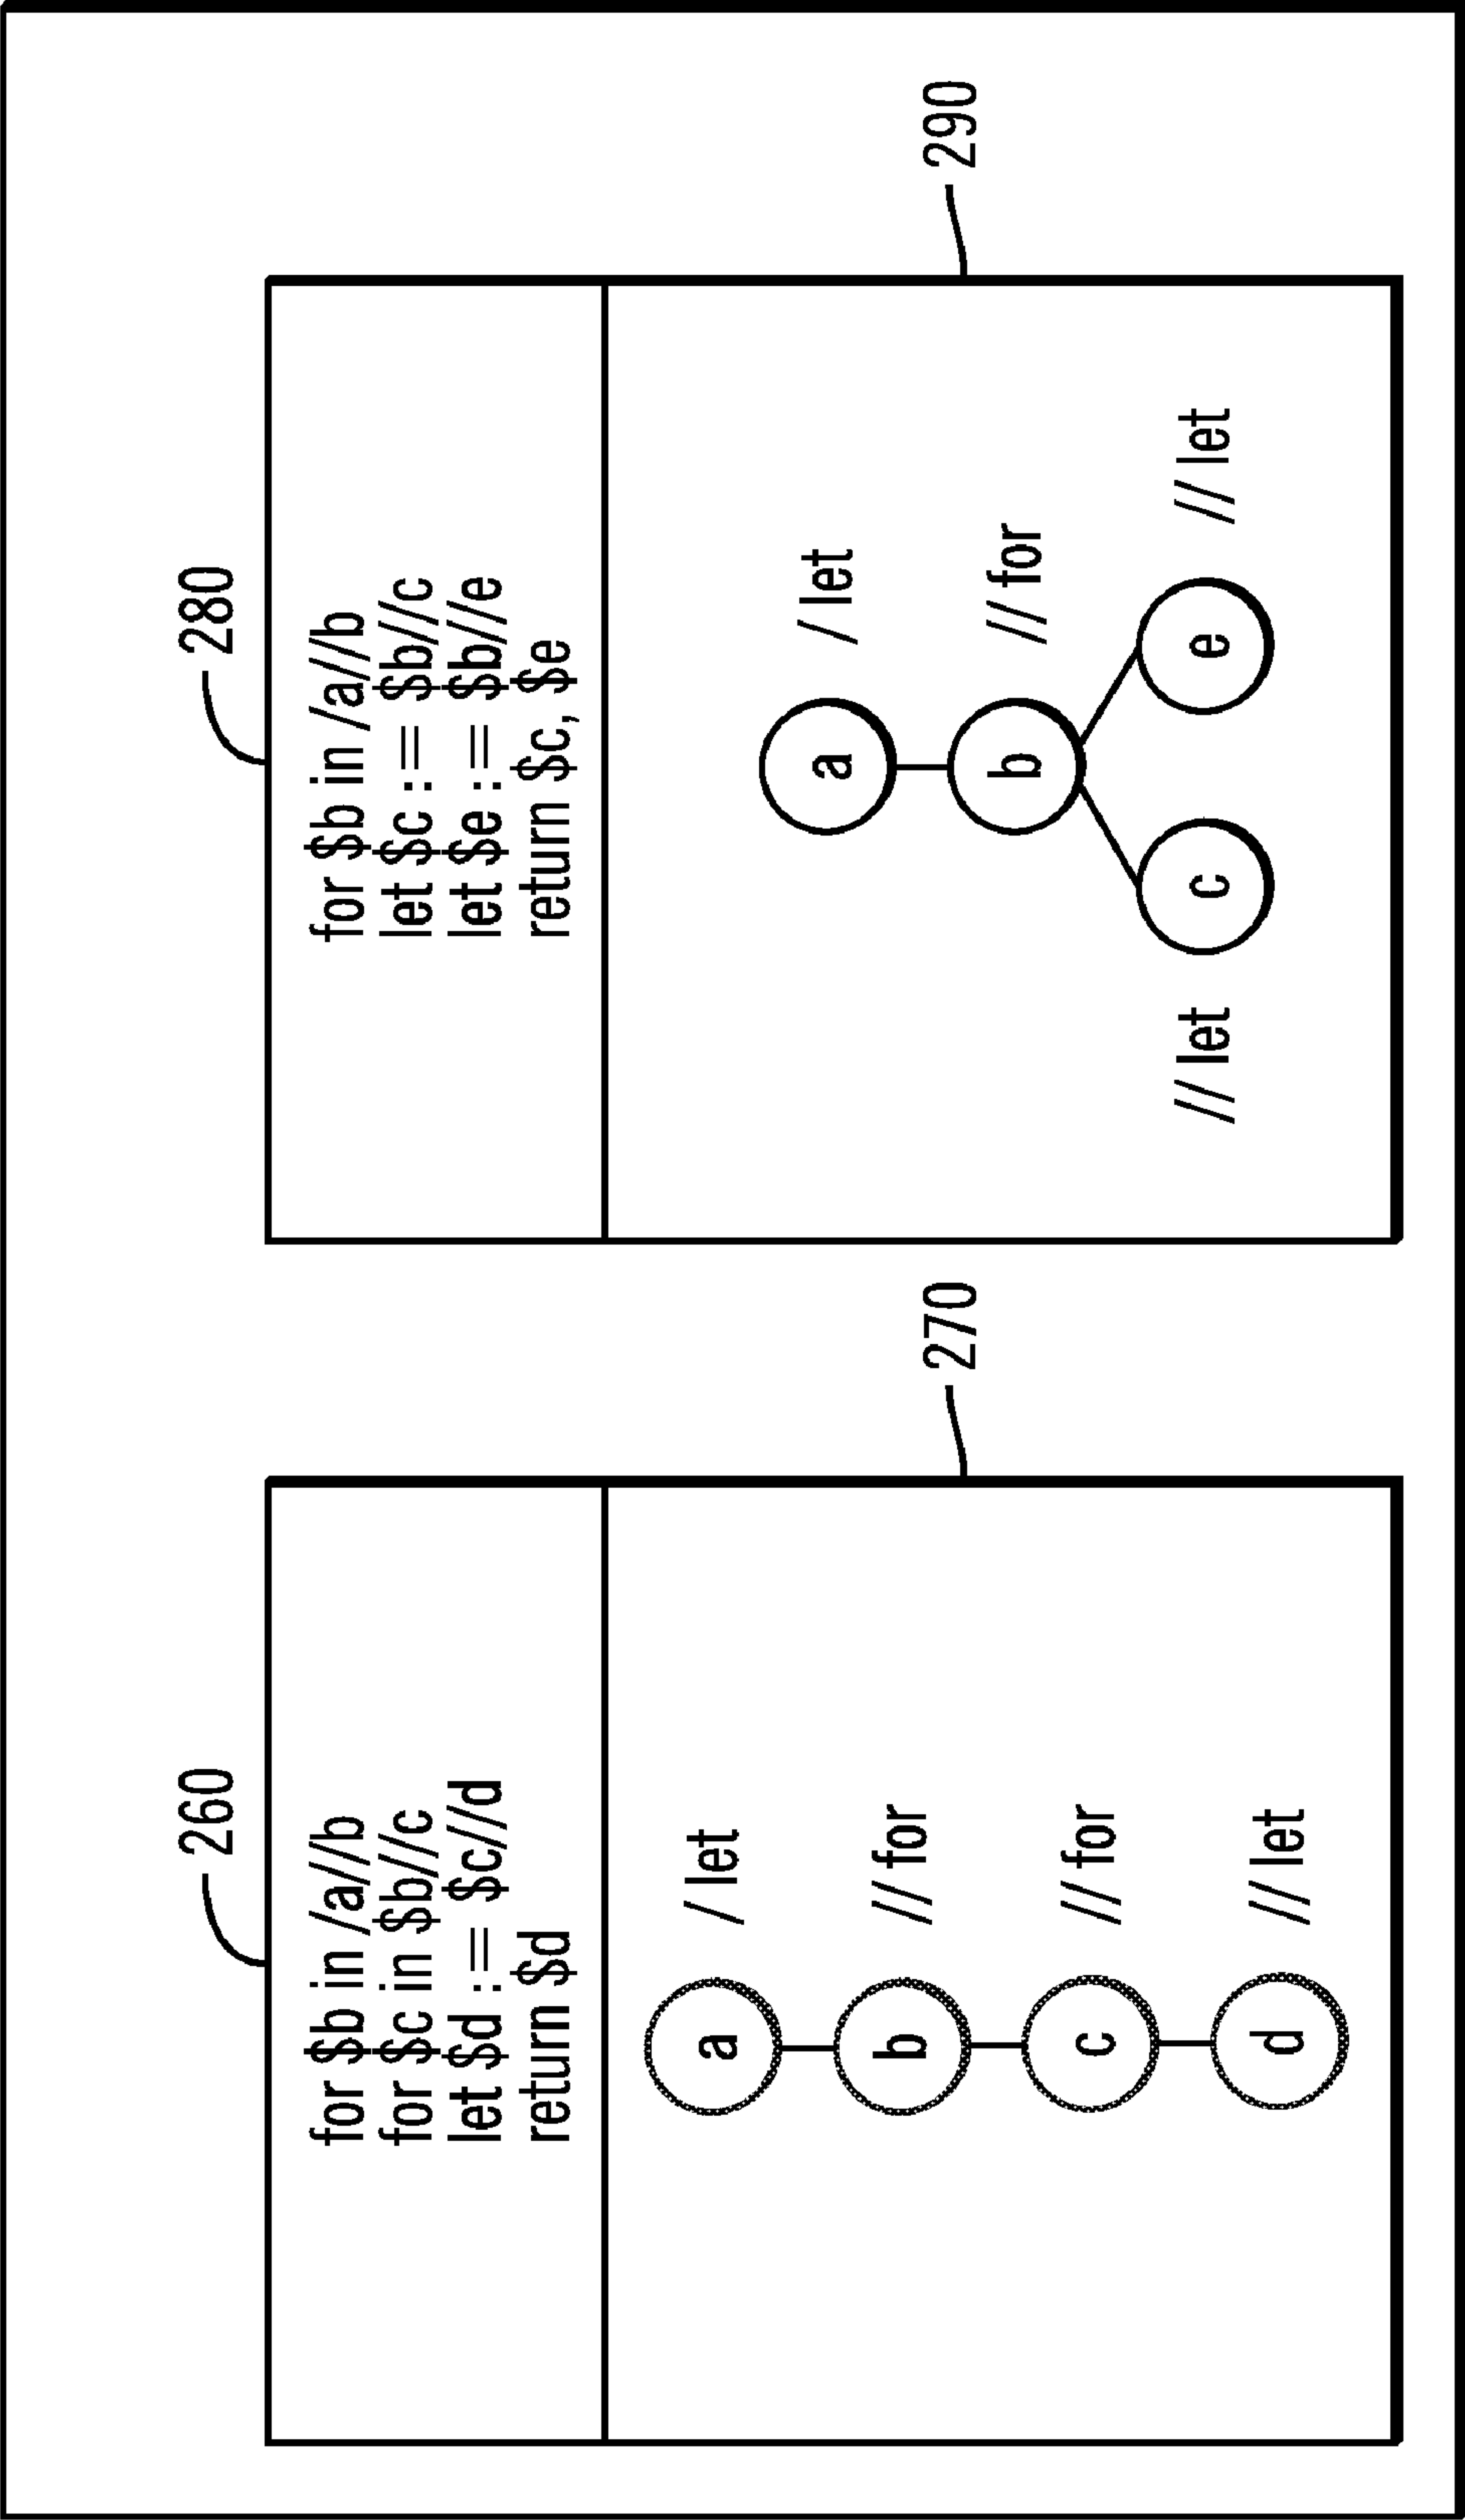 260
for $b in /a//b
for $c in $b//c
let $d := $c//d
return $d
a / let
b // for
c // for
d // let
270
280
for $b in /a//b
let $c := $b//c
let $e := $b//e
return $c, $e
a / let
b // for
// let c e // let
290